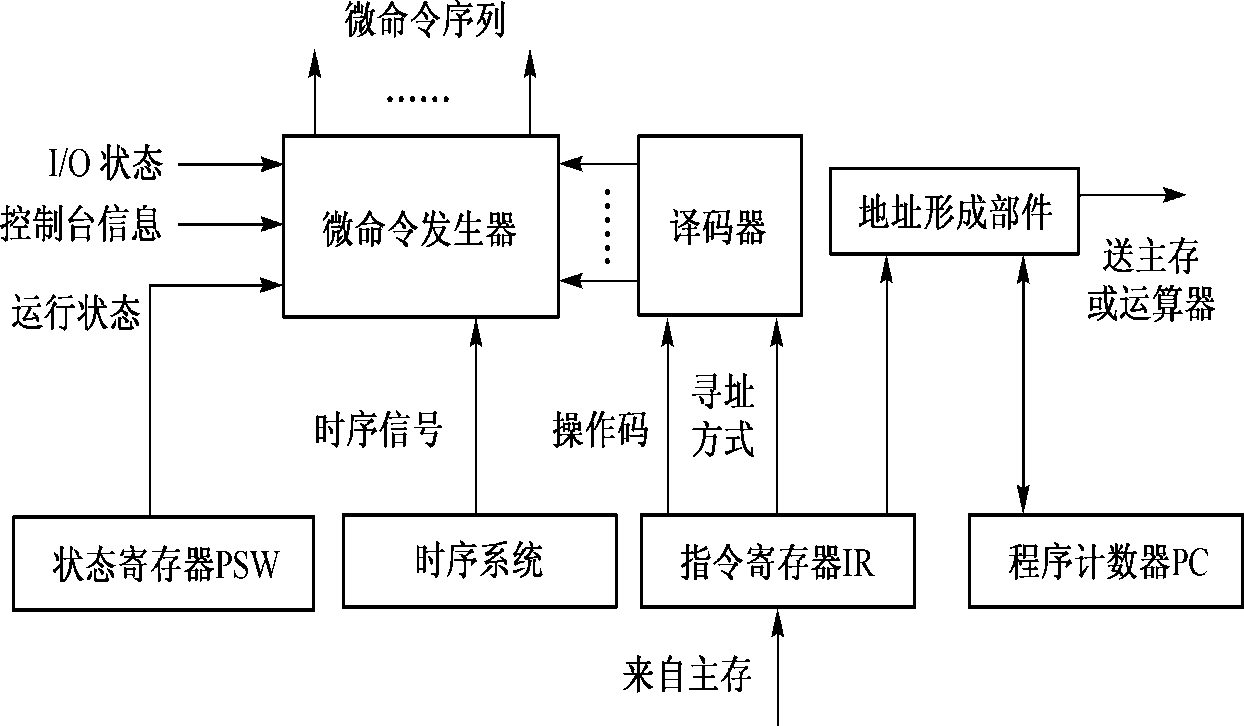 微命令序列
······
I/O 状态
控制台信息
运行状态
微命令发生器
······
译码器
地址形成部件
送主存
或运算器
时序信号
操作码
寻址
方式
状态寄存器PSW
时序系统
指令寄存器IR
程序计数器PC
来自主存